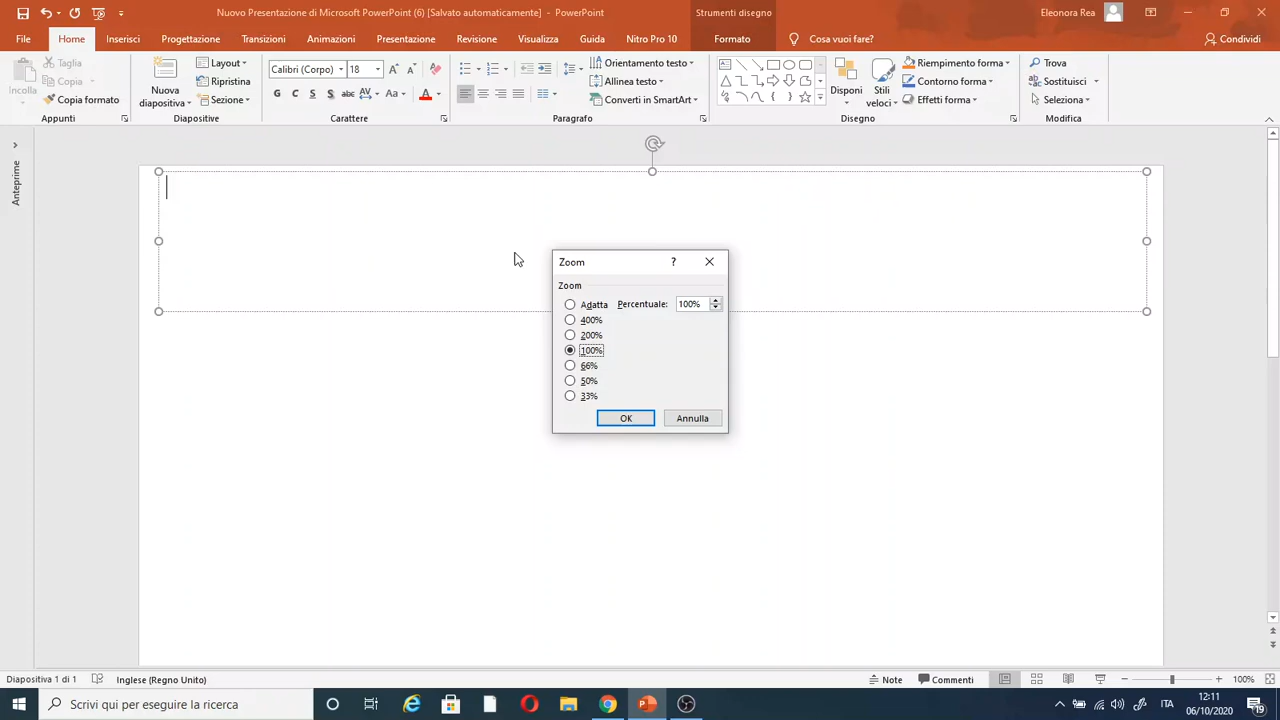 Nuovo Presentazione di Microsoft PowerPoint (6) [Salvato automaticamente] - PowerPoint
Strumenti disegno
Eleonora Rea
File Home Inserisci Progettazione Transizioni Animazioni Presentazione Revisione Visualizza Guida Nitro Pro 10 Formato Cosa vuoi fare? Condividi
Incolla
Taglia
Copia
Copia formato
Appunti
Nuova
diapositiva
Layout
Ripristina
Sezione
Diapositive
Calibri (Corpo) 18
G C S S abc AV Aa A
Carattere
Orientamento testo
Allinea testo
Converti in SmartArt
Paragrafo
Disponi
Stili
veloci
Riempimento forma
Contorno forma
Effetti forma
Disegno
Trova
Sostituisci
Seleziona
Modifica
Anteprime
Zoom ?
Zoom
Adatta Percentuale: 100%
400%
200%
100%
66%
50%
33%
OK Annulla
Diapositiva 1 di 1 Inglese (Regno Unito) Note Commenti 100%
Scrivi qui per eseguire la ricerca
ITA
12:11
06/10/2020
19